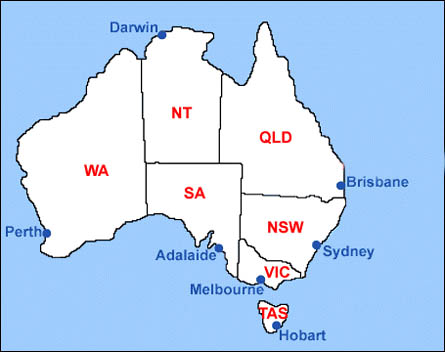 Darwin
NT
QLD
WA
SA
Brisbane
NSW
Perth
Adalaide
Sydney
VIC
Melbourne
TAS
Hobart